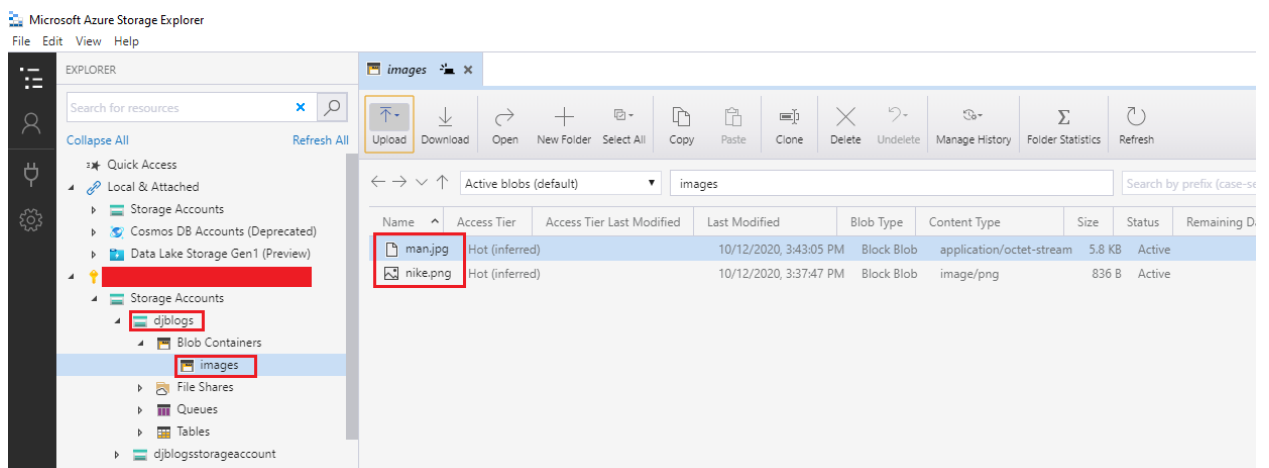 Microsoft Azure Storage Explorer
File Edit View Help
EXPLORER
Search for resources
Collapse All Refresh All
Quick Access
Local & Attached
Storage Accounts
Cosmos DB Accounts (Deprecated)
Data Lake Storage Gen1 (Preview)
Storage Accounts
djblogs
Blob Containers
images
File Shares
Queues
Tables
djblogsstorageaccount
images
Upload Download Open New Folder Select All Copy Paste Clone Delete Undelete Manage History Folder Statistics Refresh
Active blobs (default) images Search by prefix (case-se
Name Access Tier Access Tier Last Modified Last Modified Blob Type Content Type Size Status Remaining Da
man.jpg Hot (inferred) 10/12/2020, 3:43:05 PM Block Blob application/octet-stream 5.8 KB Active
nike.png Hot (inferred) 10/12/2020, 3:37:47 PM Block Blob image/png 836 B Active